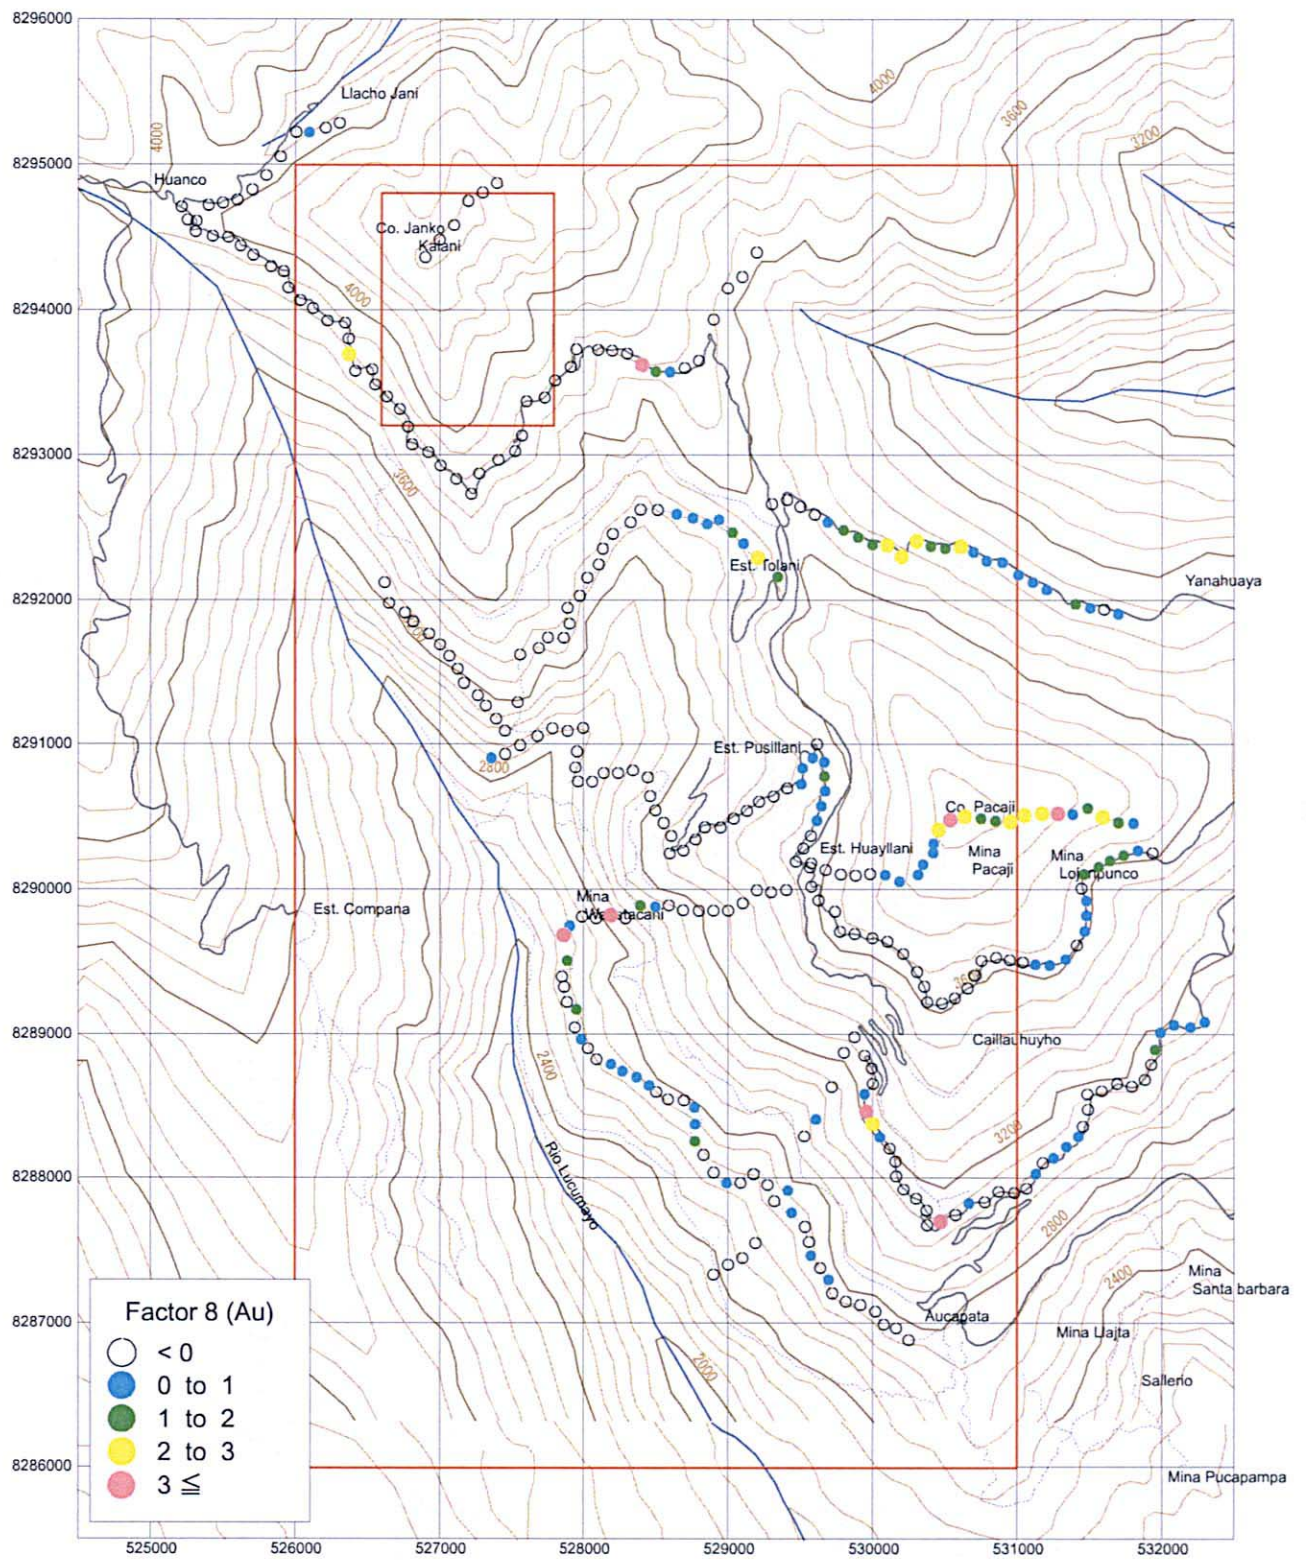 8296000
Llacho Jani
4000
4000
3600
3200
8295000
Huanco
Co. Janko
Kalani
4000
8294000
8293000
3600
Est. Tolani
8292000
Yanahuaya
8291000
Est. Pusillani
2800
Co. Pacaji
Est. Huayllani
Mina
Pacaji
Mina
8290000
Mina
Est. Compana
8289000
Caillauhuyho
2400
3200
8288000
Rio Lucumayo
2800
2400
Mina
Santa barbara
8287000
Aucapata
Mina Llajta
2000
8286000
Mina Pucapampa
Factor 8 (Au)
< 0
0 to 1
1 to 2
2 to 3
3 ≦
525000
526000
527000
528000
529000
530000
531000
532000